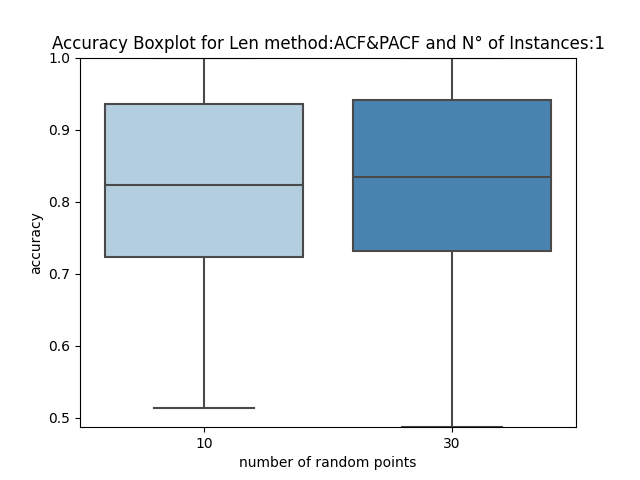 Accuracy Boxplot for Len method:ACF&PACF and N° of Instances:1
1.0
0.9
0.8
0.7
0.6
0.5
accuracy
10 30
number of random points